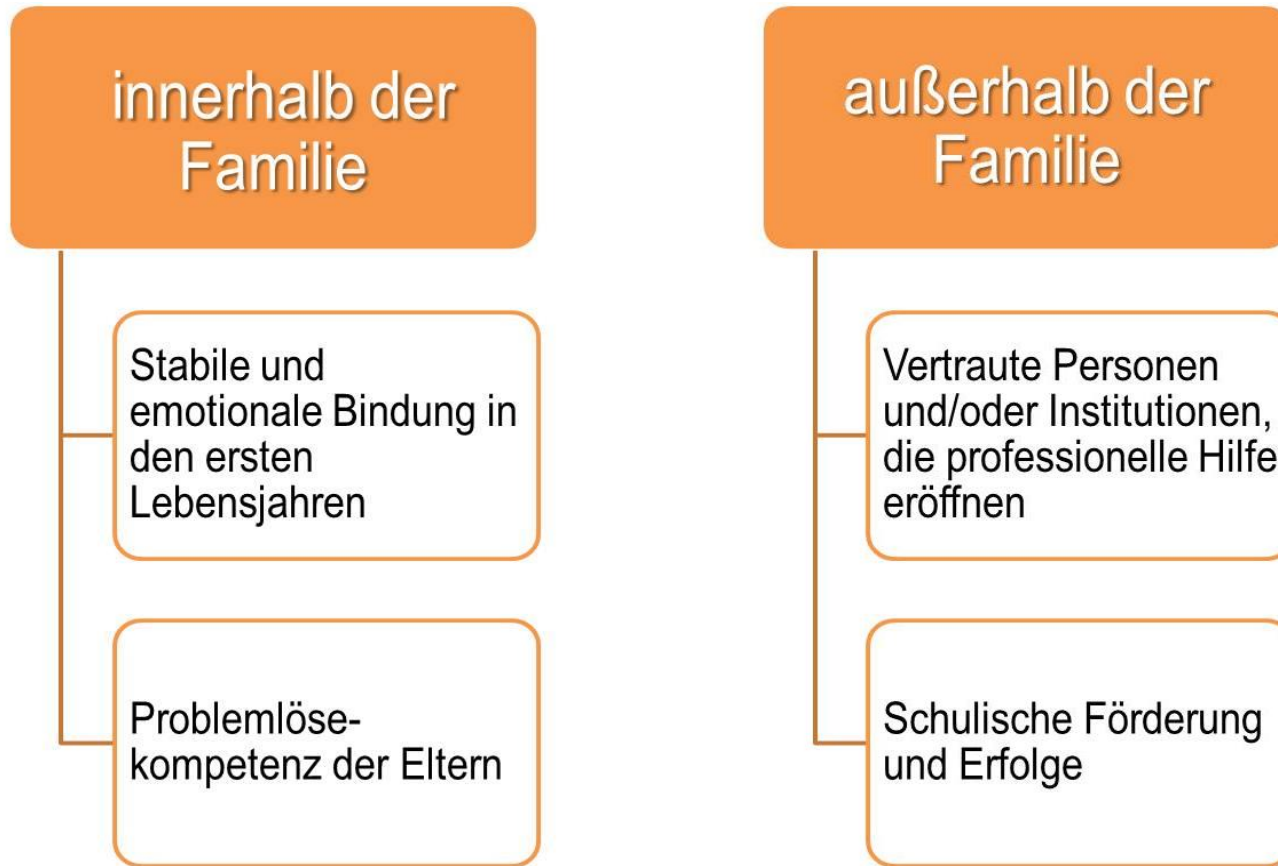 innerhalb der
Familie
Stabile und
emotionale Bindung in
den ersten
Lebensjahren
Problemlöse-
kompetenz der Eltern
außerhalb der
Familie
Vertraute Personen
und/oder Institutionen,
die professionelle Hilfe
eröffnen
Schulische Förderung
und Erfolge